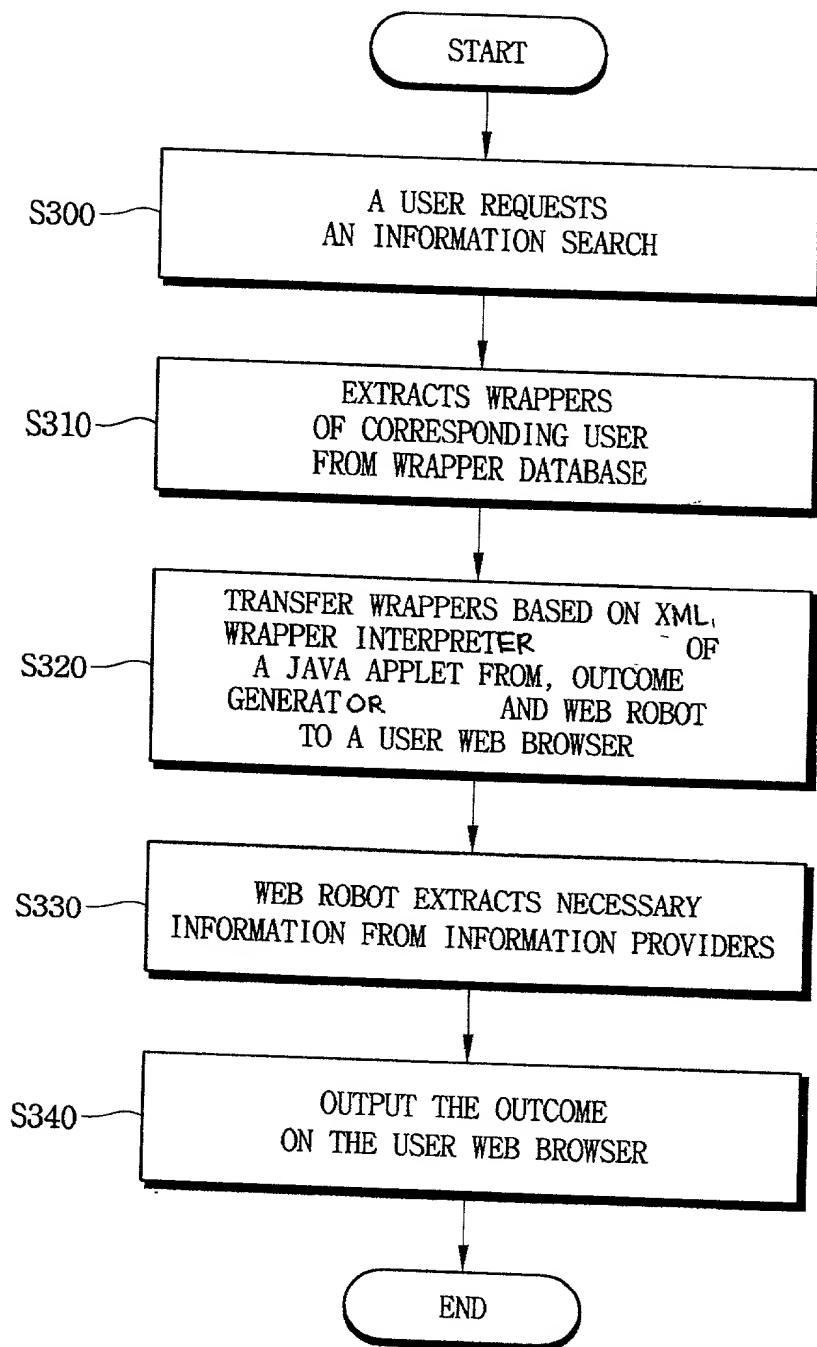 START
S300
A USER REQUESTS
AN INFORMATION SEARCH
S310
EXTRACTS WRAPPERS
OF CORRESPONDING USER
FROM WRAPPER DATABASE
S320
TRANSFER WRAPPERS BASED ON XML,
WRAPPER INTERPRETER OF
A JAVA APPLET FROM, OUTCOME
GENERATOR AND WEB ROBOT
TO A USER WEB BROWSER
S330
WEB ROBOT EXTRACTS NECESSARY
INFORMATION FROM INFORMATION PROVIDERS
S340
OUTPUT THE OUTCOME
ON THE USER WEB BROWSER
END